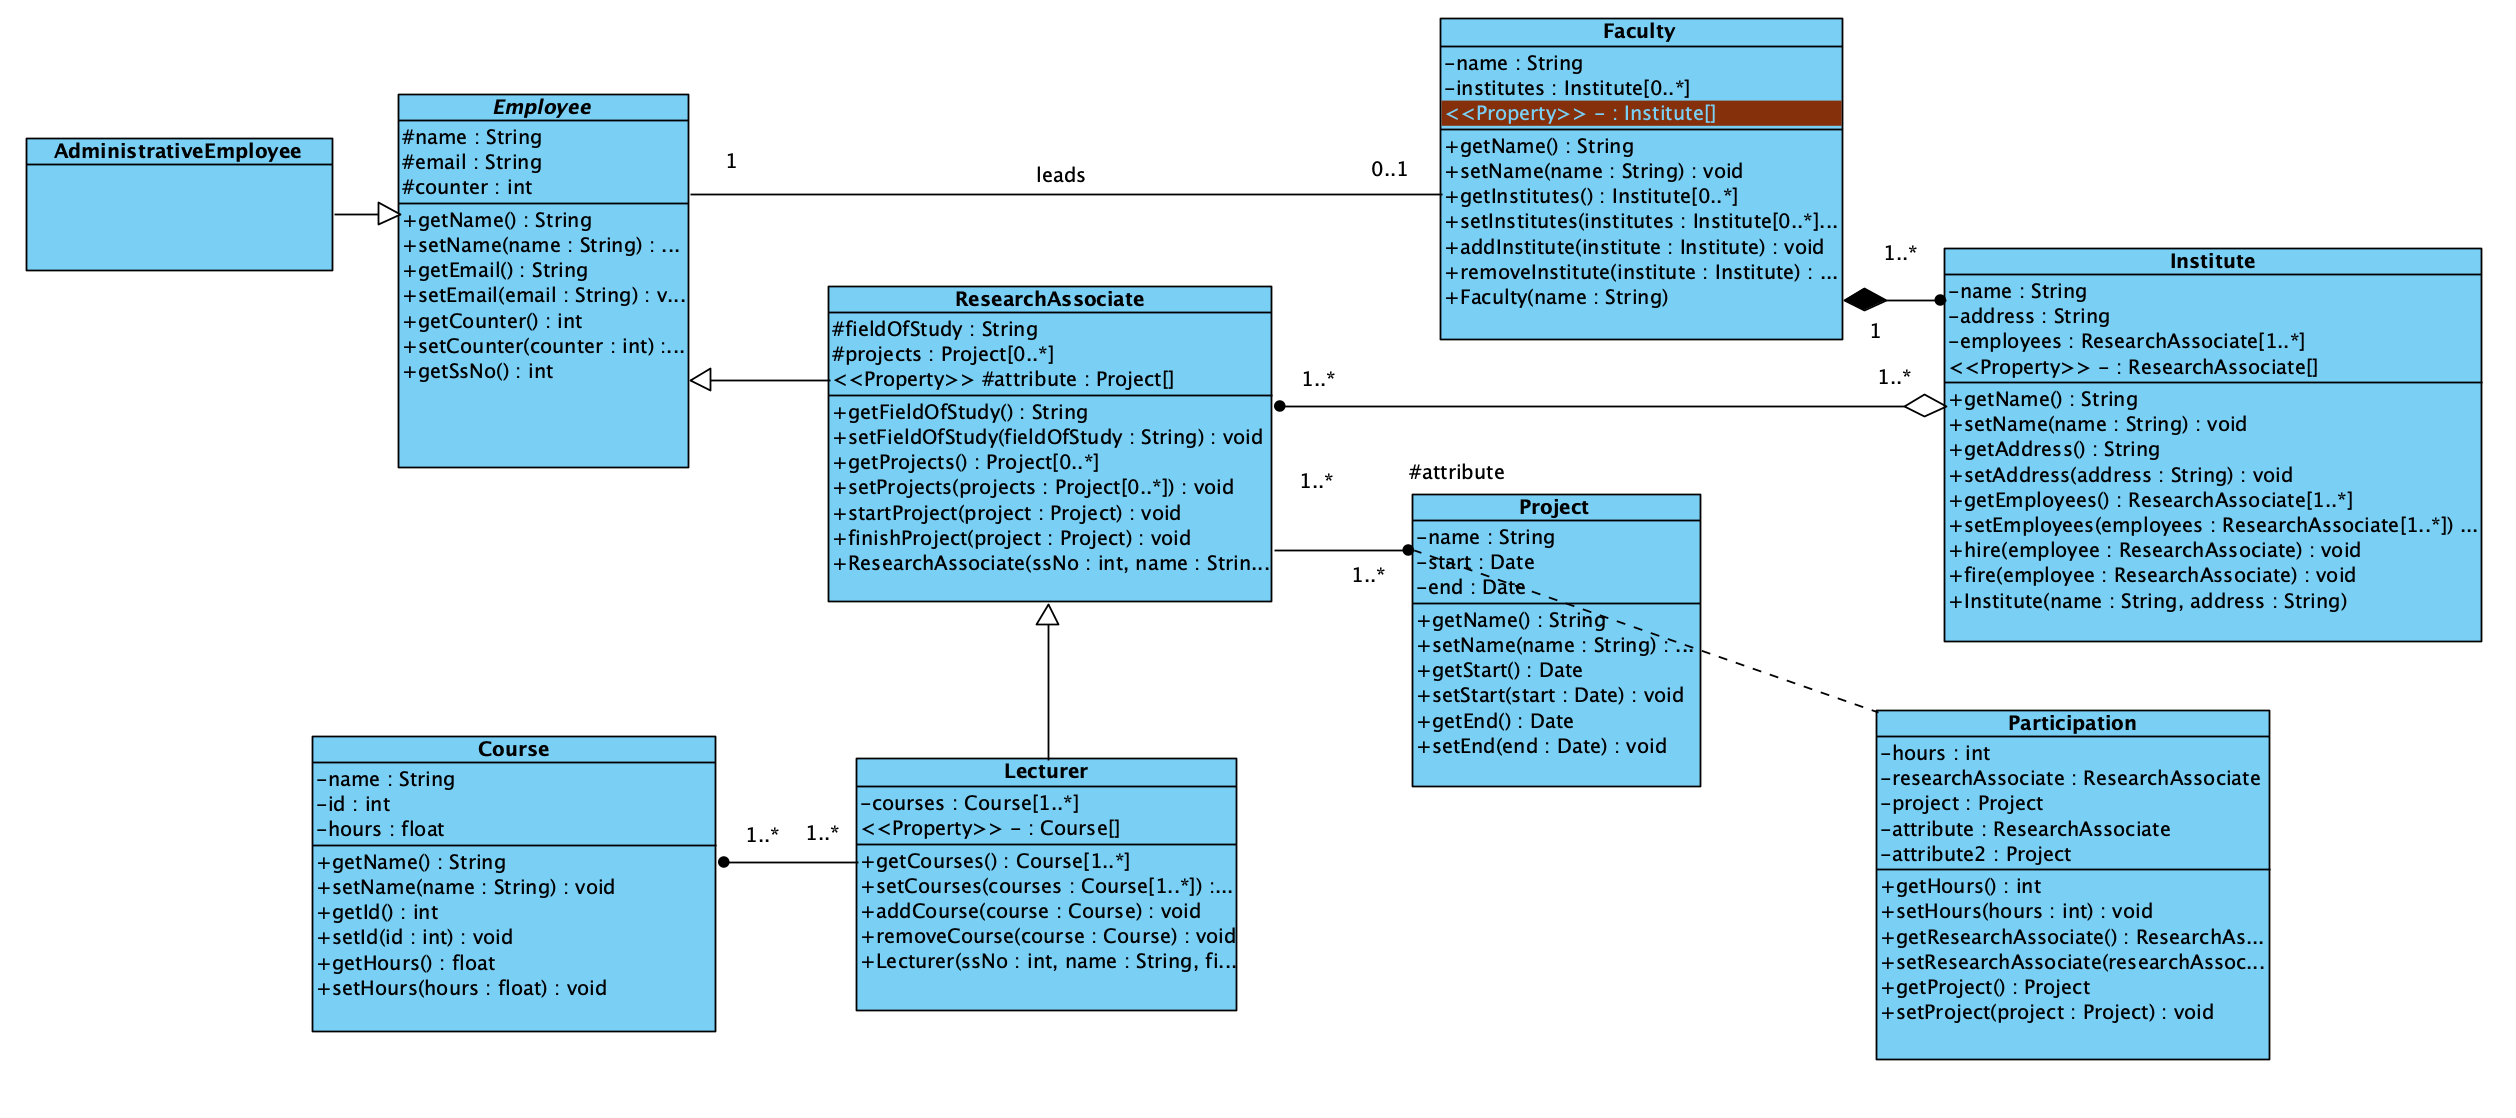 AdministrativeEmployee
Employee
#name : String
#email : String
#counter : int
+getName() : String
+setName(name : String) : ...
+getEmail() : String
+setEmail(email : String) : v...
+getCounter() : int
+setCounter(counter : int) :...
+getSsNo() : int
1
leads
0..1
Faculty
-name : String
-institutes : Institute[0..*]
<<Property>> - : Institute[]
+getName() : String
+setName(name : String) : void
+getInstitutes() : Institute[0..*]
+setInstitutes(institutes : Institute[0..*]...
+addInstitute(institute : Institute) : void
+removeInstitute(institute : Institute) : ...
+Faculty(name : String)
1..*
1
Institute
-name : String
-address : String
-employees : ResearchAssociate[1..*]
<<Property>> - : ResearchAssociate[]
+getName() : String
+setName(name : String) : void
+getAddress() : String
+setAddress(address : String) : void
+getEmployees() : ResearchAssociate[1..*]
+setEmployees(employees : ResearchAssociate[1..*]) ...
+hire(employee : ResearchAssociate) : void
+fire(employee : ResearchAssociate) : void
+Institute(name : String, address : String)
ResearchAssociate
#fieldOfStudy : String
#projects : Project[0..*]
<<Property>> #attribute : Project[]
+getFieldOfStudy() : String
+setFieldOfStudy(fieldOfStudy : String) : void
+getProjects() : Project[0..*]
+setProjects(projects : Project[0..*]) : void
+startProject(project : Project) : void
+finishProject(project : Project) : void
+ResearchAssociate(ssNo : int, name : Strin...
1..*
1..*
1..*
#attribute
1..*
Project
-name : String
-start : Date
-end : Date
+getName() : String
+setName(name : String) : ...
+getStart() : Date
+setStart(start : Date) : void
+getEnd() : Date
+setEnd(end : Date) : void
Participation
-hours : int
-researchAssociate : ResearchAssociate
-project : Project
-attribute : ResearchAssociate
-attribute2 : Project
+getHours() : int
+setHours(hours : int) : void
+getResearchAssociate() : ResearchAs...
+setResearchAssociate(researchAssoc...
+getProject() : Project
+setProject(project : Project) : void
Course
-name : String
-id : int
-hours : float
+getName() : String
+setName(name : String) : void
+getId() : int
+setId(id : int) : void
+getHours() : float
+setHours(hours : float) : void
1..*
1..*
Lecturer
-courses : Course[1..*]
<<Property>> - : Course[]
+getCourses() : Course[1..*]
+setCourses(courses : Course[1..*]) :...
+addCourse(course : Course) : void
+removeCourse(course : Course) : void
+Lecturer(ssNo : int, name : String, fi...